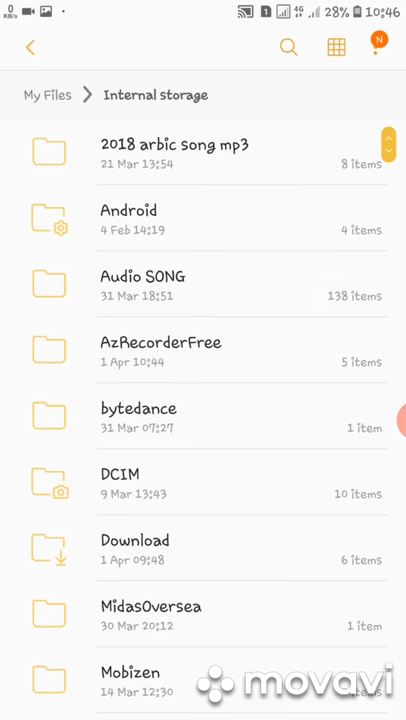 0
KB/s
1
4G
28%
10:46
N
My Files
Internal storage
2018 arbic song mp3
21 Mar 13:54
8 items
Android
4 Feb 14:19
4 items
Audio SONG
31 Mar 18:51
138 items
AzRecorderFree
1 Apr 10:44
5 items
bytedance
31 Mar 07:27
1 item
DCIM
9 Mar 13:43
10 items
Download
1 Apr 09:48
6 items
MidasOversea
30 Mar 20:12
1 item
Mobizen
14 Mar 12:30
items
movavi